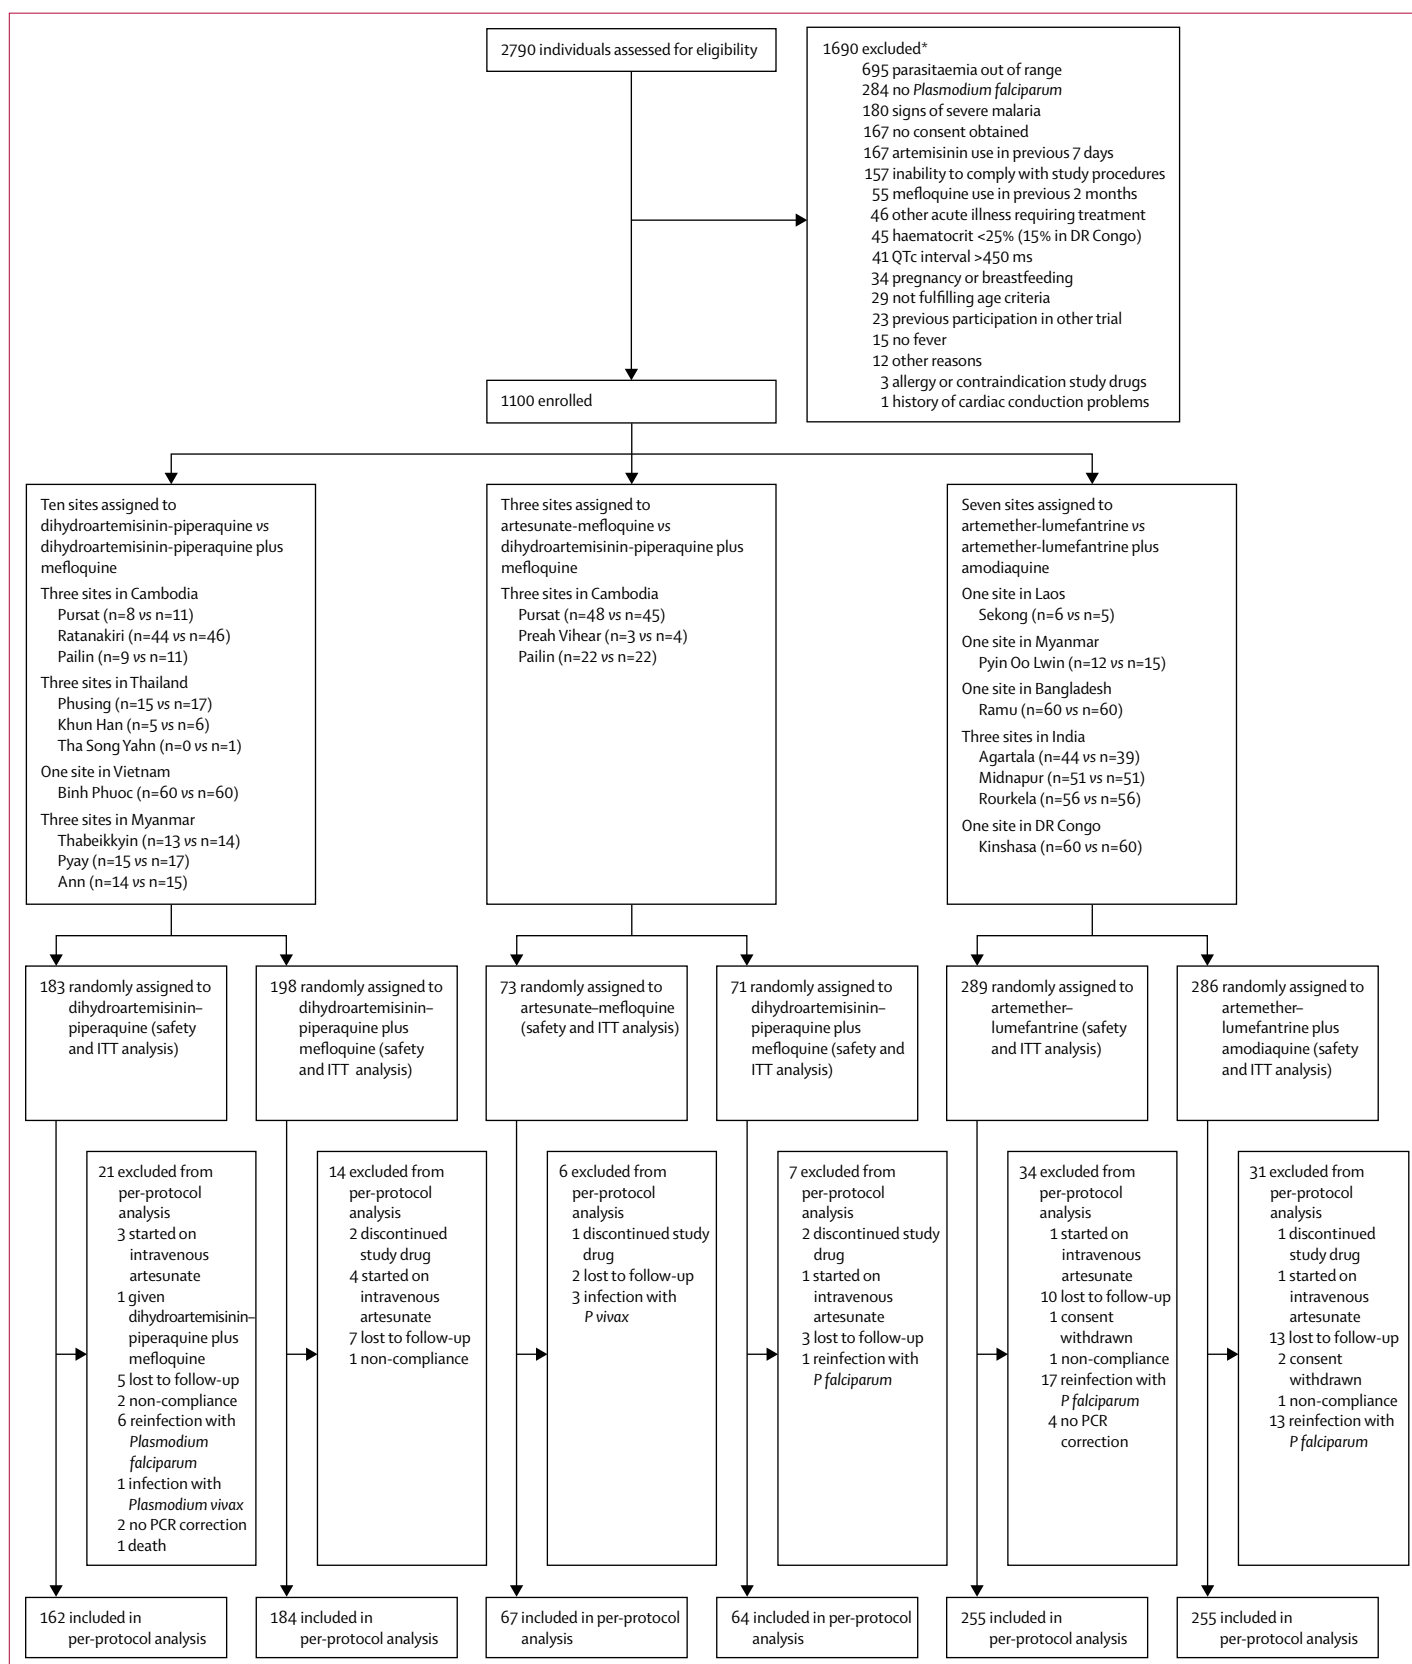 2790 individuals assessed for eligibility
1690 excluded*
695 parasitaemia out of range
284 no Plasmodium falciparum
180 signs of severe malaria
167 no consent obtained
167 artemisinin use in previous 7 days
157 inability to comply with study procedures
55 mefloquine use in previous 2 months
46 other acute illness requiring treatment
45 haematocrit <25% (15% in DR Congo)
41 QTc interval >450 ms
34 pregnancy or breastfeeding
29 not fulfilling age criteria
23 previous participation in other trial
15 no fever
12 other reasons
3 allergy or contraindication study drugs
1 history of cardiac conduction problems
1100 enrolled
Ten sites assigned to
dihydroartemisinin-piperaquine vs
dihydroartemisinin-piperaquine plus
mefloquine
Three sites in Cambodia
Pursat (n=8 vs n=11)
Ratanakiri (n=44 vs n=46)
Pailin (n=9 vs n=11)
Three sites in Thailand
Phusing (n=15 vs n=17)
Khun Han (n=5 vs n=6)
Tha Song Yahn (n=0 vs n=1)
One site in Vietnam
Binh Phuoc (n=60 vs n=60)
Three sites in Myanmar
Thabeikkyin (n=13 vs n=14)
Pyay (n=15 vs n=17)
Ann (n=14 vs n=15)
Three sites assigned to
artesunate-mefloquine vs
dihydroartemisinin-piperaquine plus
mefloquine
Three sites in Cambodia
Pursat (n=48 vs n=45)
Preah Vihear (n=3 vs n=4)
Pailin (n=22 vs n=22)
Seven sites assigned to
artemether-lumefantrine vs
artemether-lumefantrine plus
amodiaquine
One site in Laos
Sekong (n=6 vs n=5)
One site in Myanmar
Pyin Oo Lwin (n=12 vs n=15)
One site in Bangladesh
Ramu (n=60 vs n=60)
Three sites in India
Agartala (n=44 vs n=39)
Midnapur (n=51 vs n=51)
Rourkela (n=56 vs n=56)
One site in DR Congo
Kinshasa (n=60 vs n=60)
183 randomly assigned to
dihydroartemisinin–
piperaquine (safety
and ITT analysis)
198 randomly assigned to
dihydroartemisinin–
piperaquine plus
mefloquine (safety
and ITT analysis)
73 randomly assigned to
artesunate–mefloquine
(safety and ITT analysis)
71 randomly assigned to
dihydroartemisinin–
piperaquine plus
mefloquine (safety and
ITT analysis)
289 randomly assigned to
artemether–
lumefantrine (safety
and ITT analysis)
286 randomly assigned to
artemether–
lumefantrine plus
amodiaquine (safety
and ITT analysis)
21 excluded from
per-protocol
analysis
3 started on
intravenous
artesunate
1 given
dihydroartemisinin–
piperaquine plus
mefloquine
5 lost to follow-up
2 non-compliance
6 reinfection with
Plasmodium
falciparum
1 infection with
Plasmodium vivax
2 no PCR correction
1 death
14 excluded from
per-protocol
analysis
2 discontinued
study drug
4 started on
intravenous
artesunate
7 lost to follow-up
1 non-compliance
6 excluded from
per-protocol
analysis
1 discontinued study
drug
2 lost to follow-up
3 infection with
P vivax
7 excluded from
per-protocol
analysis
2 discontinued study
drug
1 started on
intravenous
artesunate
3 lost to follow-up
1 reinfection with
P falciparum
34 excluded from
per-protocol
analysis
1 started on
intravenous
artesunate
10 lost to follow-up
1 consent
withdrawn
1 non-compliance
17 reinfection with
P falciparum
4 no PCR
correction
31 excluded from
per-protocol
analysis
1 discontinued
study drug
1 started on
intravenous
artesunate
13 lost to follow-up
2 consent
withdrawn
1 non-compliance
13 reinfection with
P falciparum
162 included in
per-protocol analysis
184 included in
per-protocol analysis
67 included in per-protocol
analysis
64 included in per-protocol
analysis
255 included in
per-protocol analysis
255 included in
per-protocol analysis